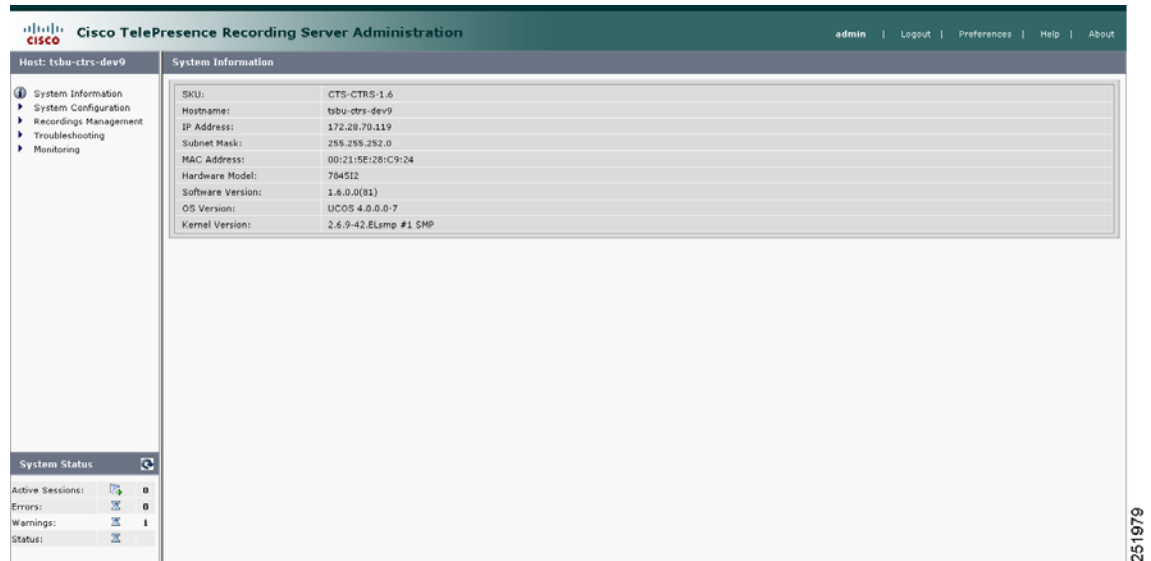 CISCO Cisco TelePresence Recording Server Administration admin | Logout | Preferences | Help | About
Host: tsbu-ctrs-dev9
System Information
System Configuration
Recordings Management
Troubleshooting
Monitoring
System Information
SKU: CTS-CTRS-1.6
Hostname: tsbu-ctrs-dev9
IP Address: 172.28.70.119
Subnet Mask: 255.255.252.0
MAC Address: 00:21:5E:28:C9:24
Hardware Model: 7845I2
Software Version: 1.6.0.0(81)
OS Version: UCOS 4.0.0.0-7
Kernel Version: 2.6.9-42.ELsmp #1 SMP
System Status
Active Sessions: 0
Errors: 0
Warnings: 1
Status:
251979